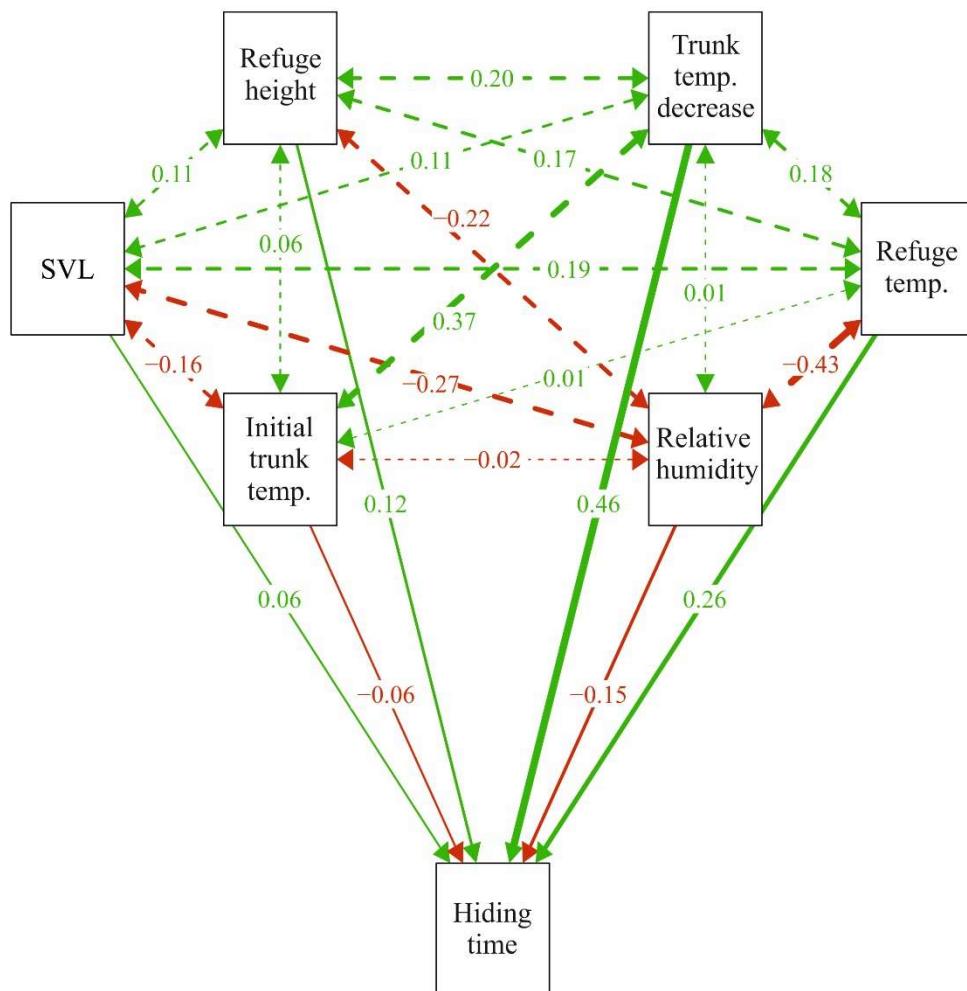 Refuge
height
Trunk
temp.
decrease
0.20
0.11
0.11
0.17
0.18
SVL
−0.22
Refuge
temp.
0.06
0.19
0.01
0.37
−0.16
−0.27
0.01
−0.43
Initial
trunk
temp.
−0.02
Relative
humidity
0.12
0.46
0.06
0.26
−0.06
−0.15
Hiding
time